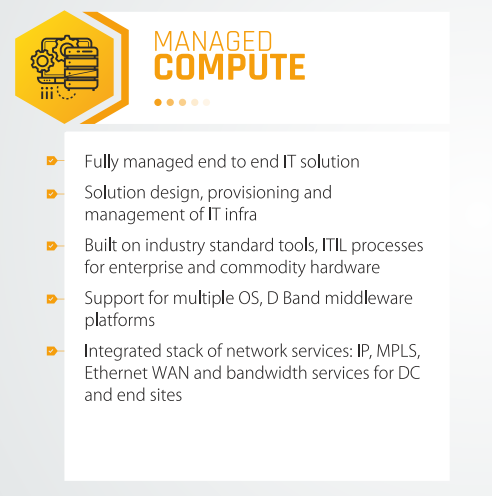 MANAGED
COMPUTE
Fully managed end to end IT solution
Solution design, provisioning and
management of IT infra
Built on industry standard tools, ITIL processes
for enterprise and commodity hardware
Support for multiple OS, D Band middleware
platforms
Integrated stack of network services: IP, MPLS,
Ethernet WAN and bandwidth services for DC
and end sites